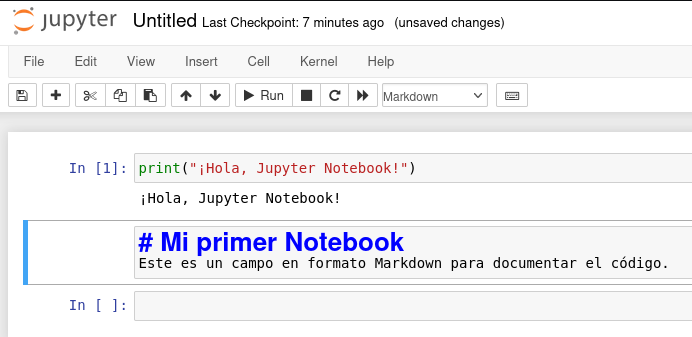 jupyter Untitled Last Checkpoint: 7 minutes ago (unsaved changes)
File Edit View Insert Cell Kernel Help
Run Markdown
In [1]: print("¡Hola, Jupyter Notebook!")
¡Hola, Jupyter Notebook!
# Mi primer Notebook
Este es un campo en formato Markdown para documentar el código.
In [ ]: